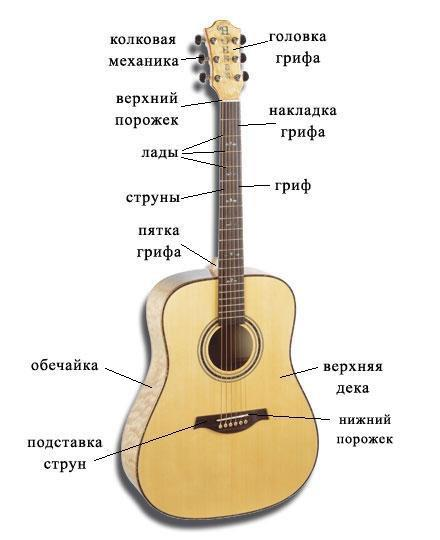 колковая
механика
головка
грифа
верхний
порожек
накладка
грифа
лады
струны
гриф
пятка
грифа
обечайка
верхняя
дека
нижний
порожек
подставка
струн